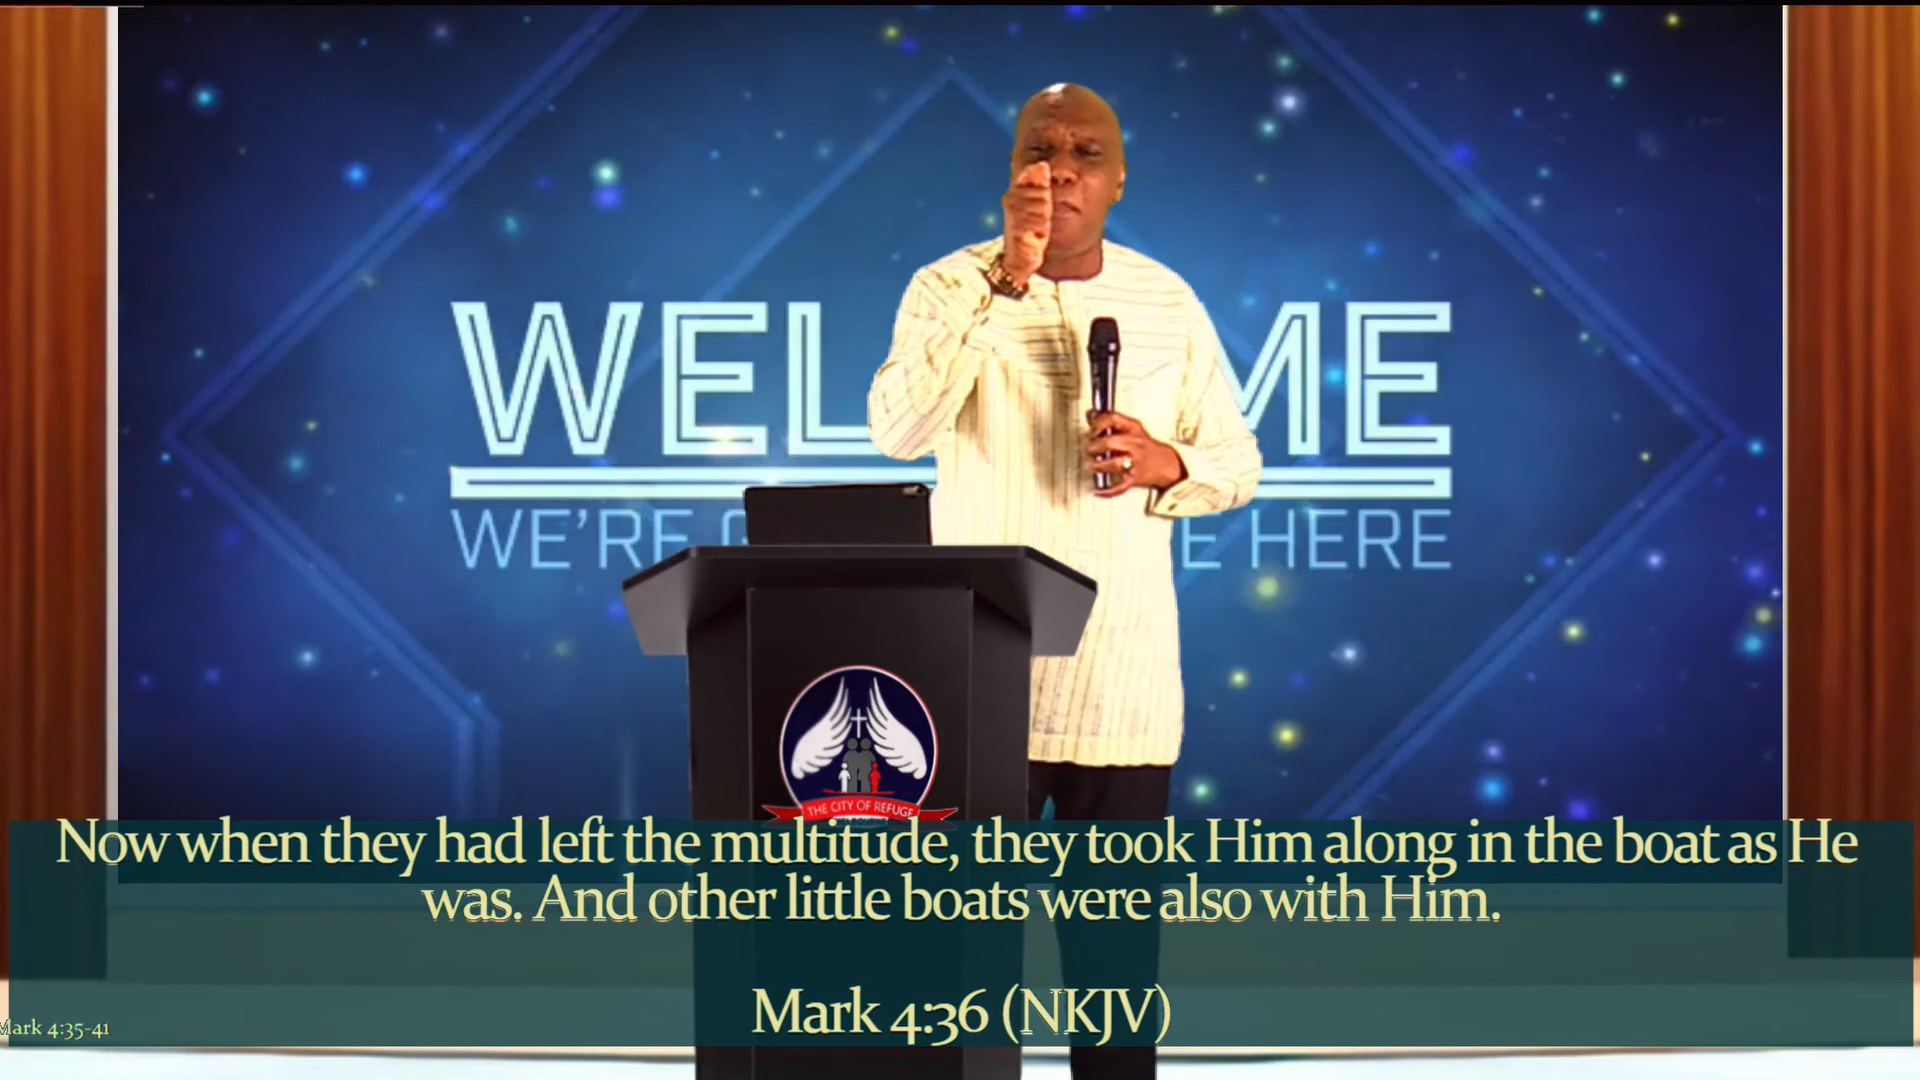 WEL ME
WE'RE G E HERE
THE CITY OF REFUGE
Now when they had left the multitude, they took Him along in the boat as He
was. And other little boats were also with Him.
Mark 4:36 (NKJV)
Mark 4:35-41